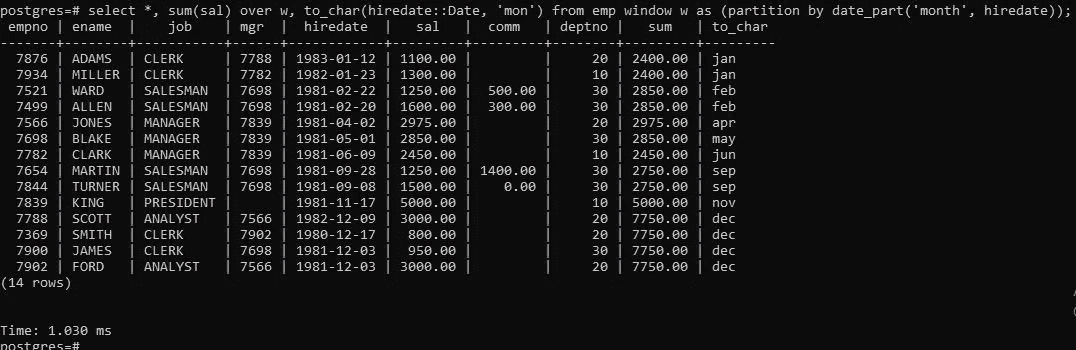 postgres=# select *, sum(sal) over w, to_char(hiredate::Date, 'mon') from emp window w as (partition by date_part('month', hiredate));
 empno | ename  |    job    | mgr  |  hiredate  |   sal   |  comm   | deptno |   sum   | to_char
-------+--------+-----------+------+------------+---------+---------+--------+---------+---------
  7876 | ADAMS  | CLERK     | 7788 | 1983-01-12 | 1100.00 |         |     20 | 2400.00 | jan
  7934 | MILLER | CLERK     | 7782 | 1982-01-23 | 1300.00 |         |     10 | 2400.00 | jan
  7521 | WARD   | SALESMAN  | 7698 | 1981-02-22 | 1250.00 |  500.00 |     30 | 2850.00 | feb
  7499 | ALLEN  | SALESMAN  | 7698 | 1981-02-20 | 1600.00 |  300.00 |     30 | 2850.00 | feb
  7566 | JONES  | MANAGER   | 7839 | 1981-04-02 | 2975.00 |         |     20 | 2975.00 | apr
  7698 | BLAKE  | MANAGER   | 7839 | 1981-05-01 | 2850.00 |         |     30 | 2850.00 | may
  7782 | CLARK  | MANAGER   | 7839 | 1981-06-09 | 2450.00 |         |     10 | 2450.00 | jun
  7654 | MARTIN | SALESMAN  | 7698 | 1981-09-28 | 1250.00 | 1400.00 |     30 | 2750.00 | sep
  7844 | TURNER | SALESMAN  | 7698 | 1981-09-08 | 1500.00 |    0.00 |     30 | 2750.00 | sep
  7839 | KING   | PRESIDENT |      | 1981-11-17 | 5000.00 |         |     10 | 5000.00 | nov
  7788 | SCOTT  | ANALYST   | 7566 | 1982-12-09 | 3000.00 |         |     20 | 7750.00 | dec
  7369 | SMITH  | CLERK     | 7902 | 1980-12-17 |  800.00 |         |     20 | 7750.00 | dec
  7900 | JAMES  | CLERK     | 7698 | 1981-12-03 |  950.00 |         |     30 | 7750.00 | dec
  7902 | FORD   | ANALYST   | 7566 | 1981-12-03 | 3000.00 |         |     20 | 7750.00 | dec
(14 rows)
Time: 1.030 ms
postgres=#